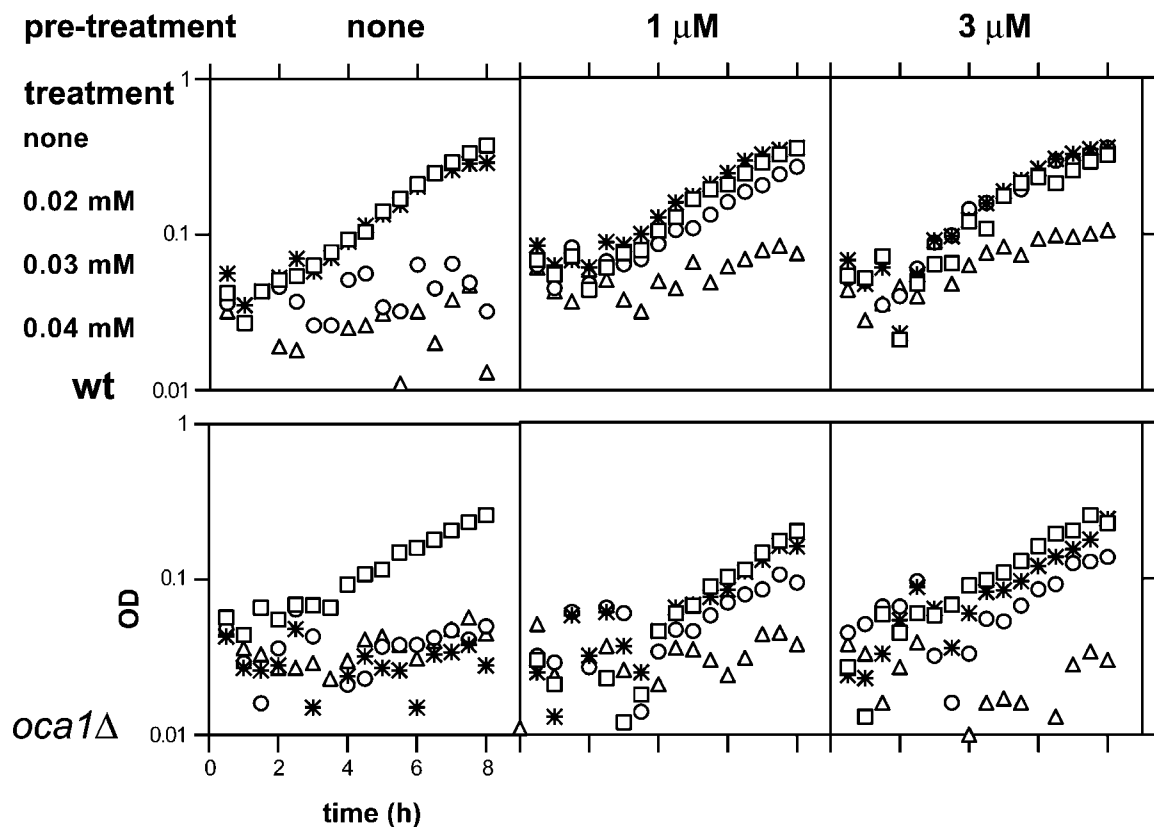 pre-treatment none 1 μM 3 μM
treatment
none
0.02 mM
0.03 mM
0.04 mM
wt
1
0.1
0.01
1
0.1
0.01
OD
oca1Δ
0 2 4 6 8
time (h)